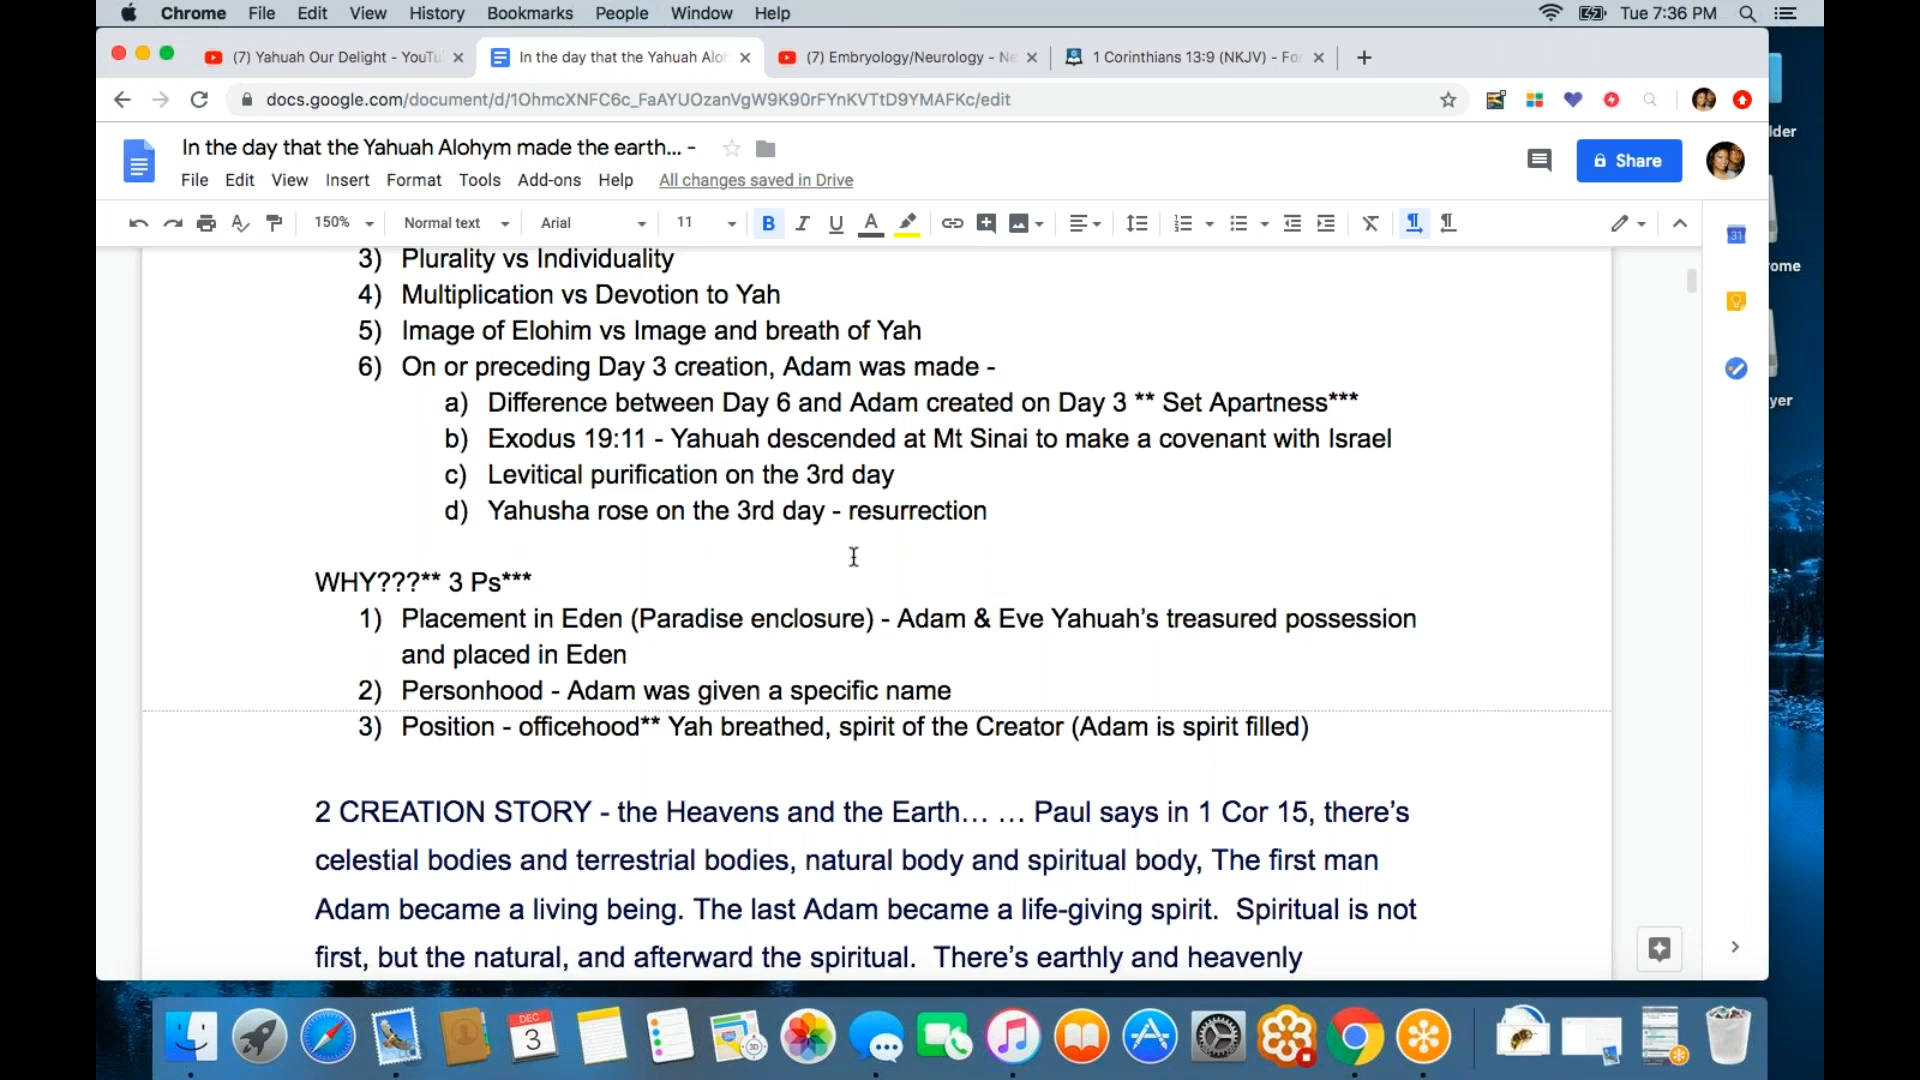 Chrome File Edit View History Bookmarks People Window Help Tue 7:36 PM
(7) Yahuah Our Delight - YouTu
In the day that the Yahuah Aloh
(7) Embryology/Neurology - Ne
1 Corinthians 13:9 (NKJV) - For
docs.google.com/document/d/1OhmcXNFC6c_FaAYUOzanVgW9K90rFYnKVTtD9YMAFKc/edit
lder
In the day that the Yahuah Alohym made the earth... -
Share
File Edit View Insert Format Tools Add-ons Help All changes saved in Drive
150% Normal text Arial 11 B I U A
31
ome
yer
3) Plurality vs Individuality
4) Multiplication vs Devotion to Yah
5) Image of Elohim vs Image and breath of Yah
6) On or preceding Day 3 creation, Adam was made -
a) Difference between Day 6 and Adam created on Day 3 ** Set Apartness***
b) Exodus 19:11 - Yahuah descended at Mt Sinai to make a covenant with Israel
c) Levitical purification on the 3rd day
d) Yahusha rose on the 3rd day - resurrection
WHY???** 3 Ps***
1) Placement in Eden (Paradise enclosure) - Adam & Eve Yahuah’s treasured possession
and placed in Eden
2) Personhood - Adam was given a specific name
3) Position - officehood** Yah breathed, spirit of the Creator (Adam is spirit filled)
2 CREATION STORY - the Heavens and the Earth… … Paul says in 1 Cor 15, there’s
celestial bodies and terrestrial bodies, natural body and spiritual body, The first man
Adam became a living being. The last Adam became a life-giving spirit. Spiritual is not
first, but the natural, and afterward the spiritual. There’s earthly and heavenly
DEC
3
3D